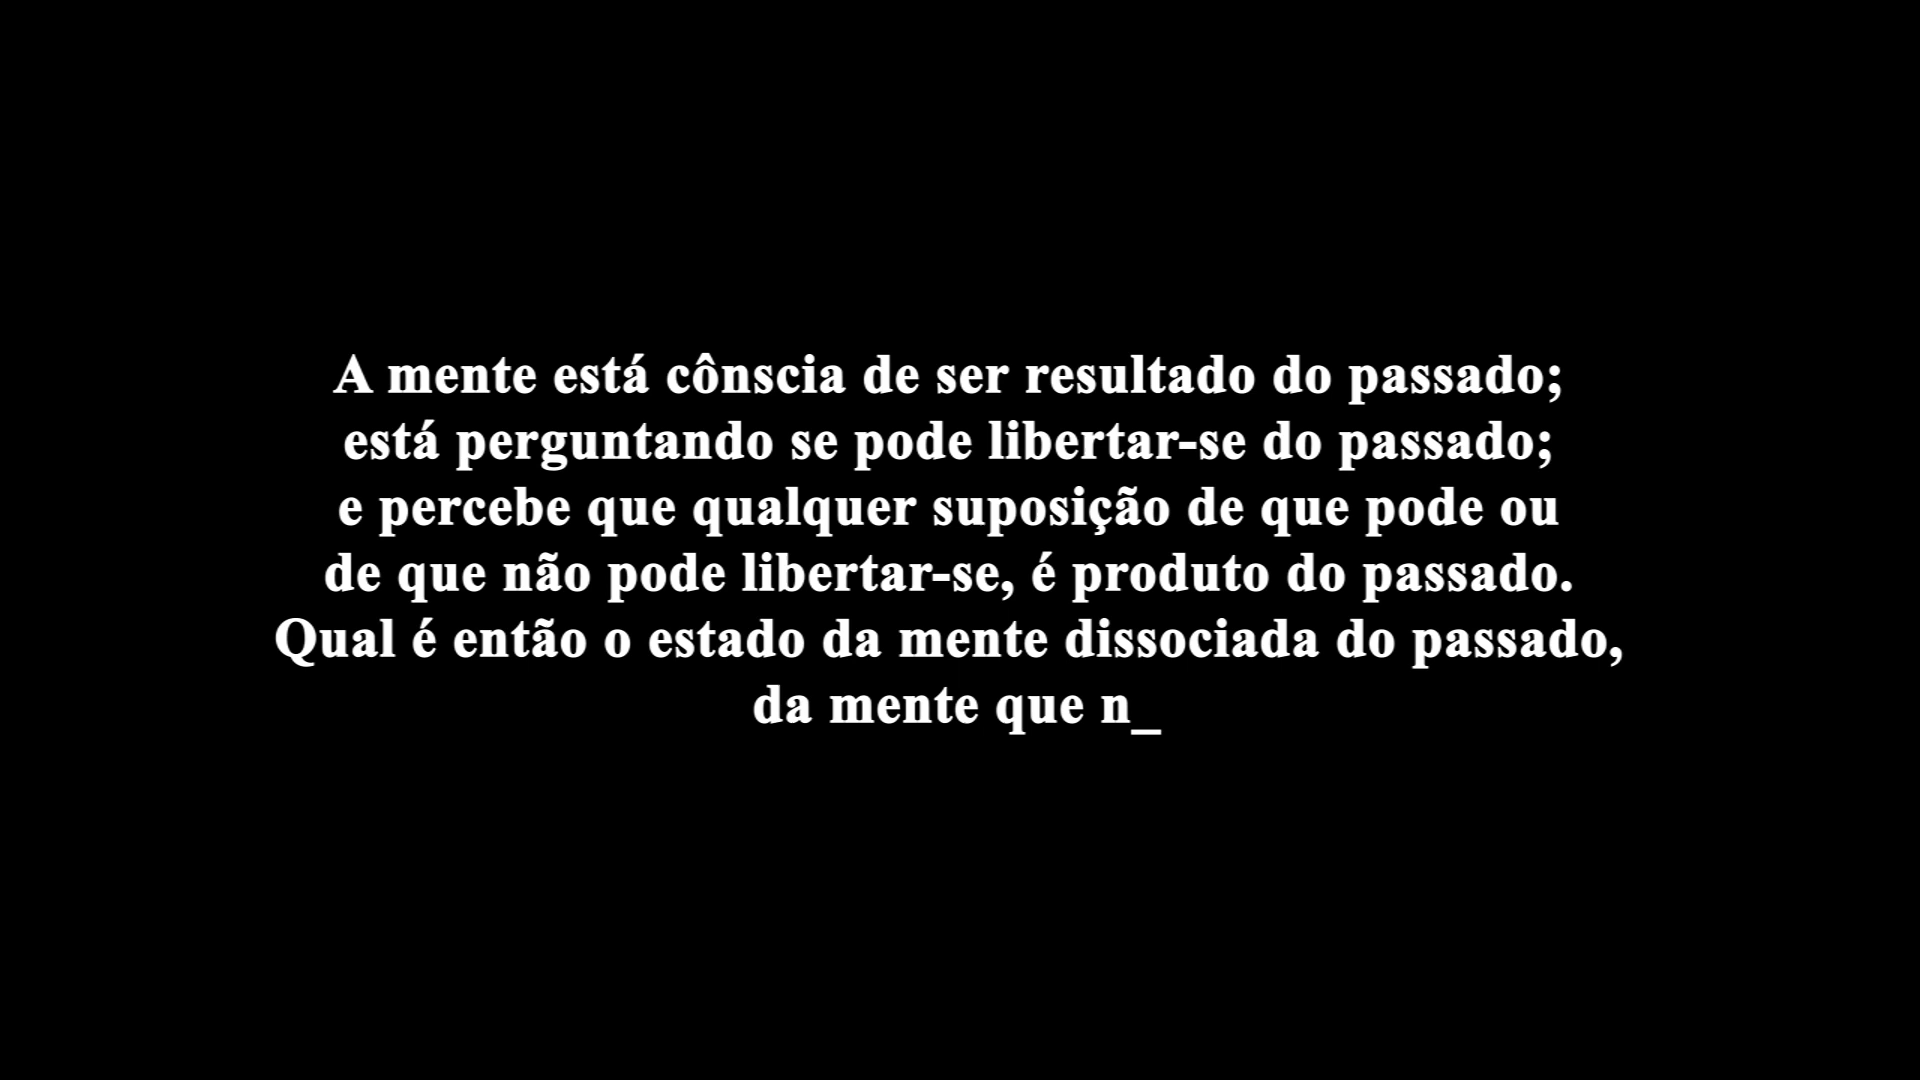 A mente está cônscia de ser resultado do passado;
está perguntando se pode libertar-se do passado;
e percebe que qualquer suposição de que pode ou
de que não pode libertar-se, é produto do passado.
Qual é então o estado da mente dissociada do passado,
da mente que n_